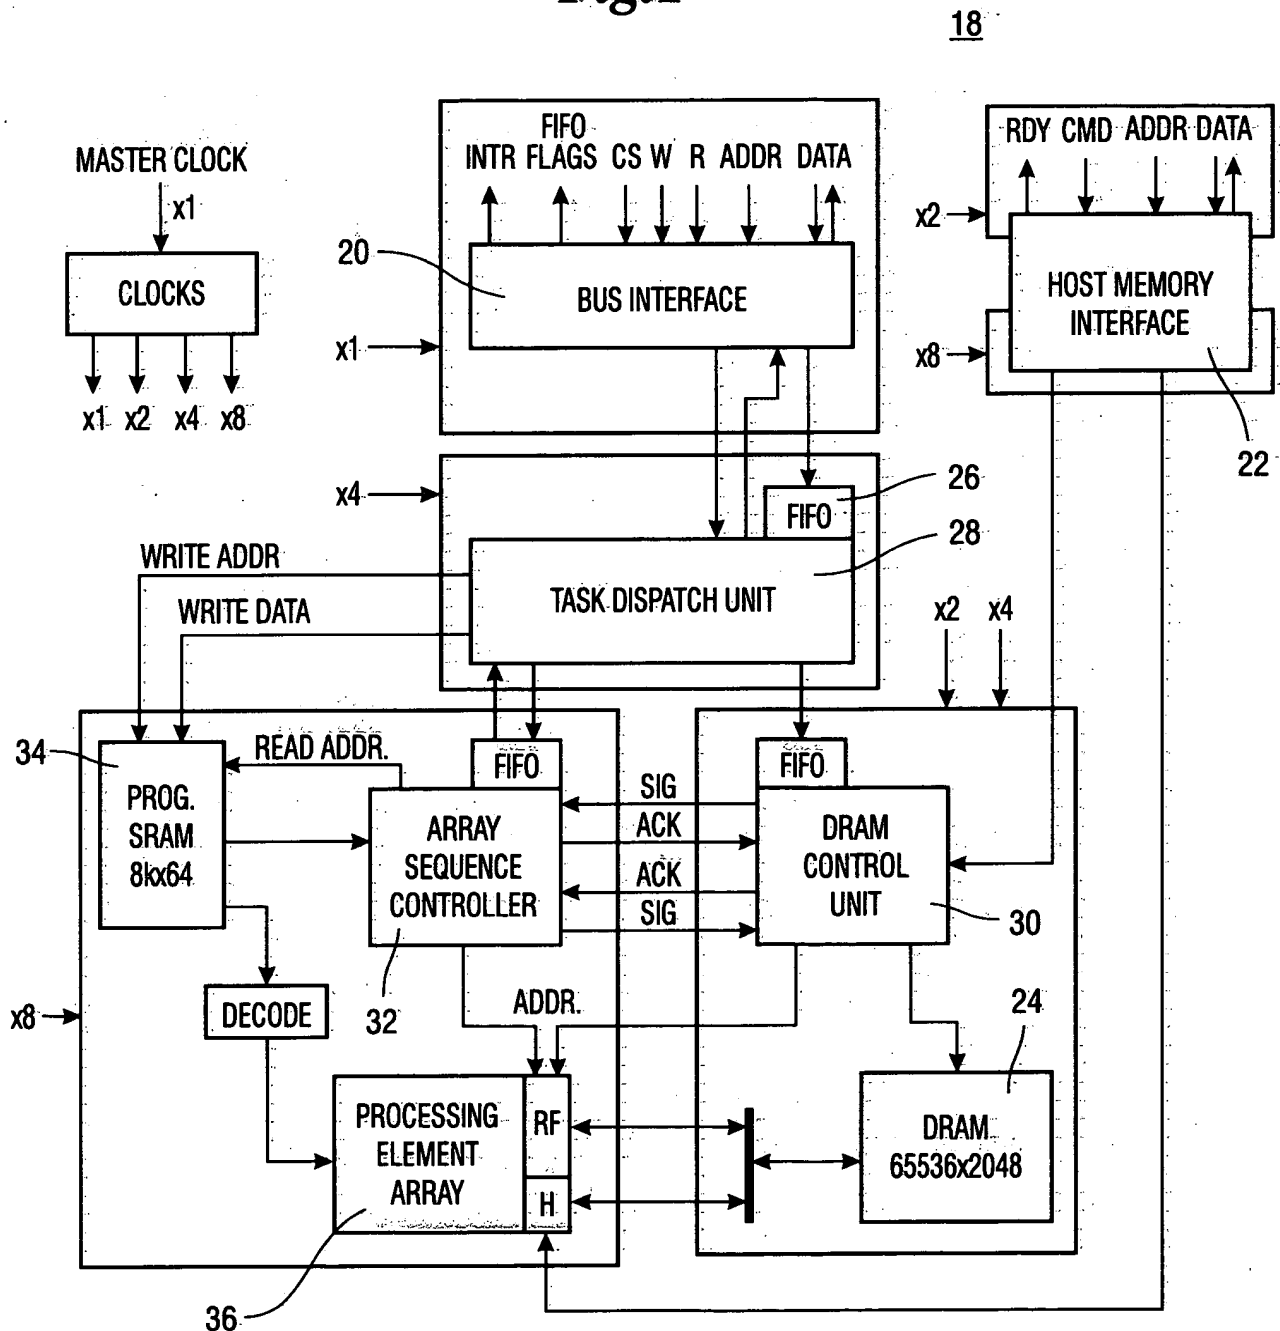 18
MASTER CLOCK
x1
CLOCKS
x1 x2 x4 x8
FIFO
INTR FLAGS CS W R ADDR DATA
20
BUS INTERFACE
x1
RDY CMD ADDR DATA
x2
HOST MEMORY
INTERFACE
x8
22
x4
26
FIFO
28
TASK DISPATCH UNIT
WRITE ADDR
WRITE DATA
x2 x4
34
READ ADDR.
FIFO
PROG.
SRAM
8kx64
ARRAY
SEQUENCE
CONTROLLER
32
SIG
ACK
ACK
SIG
FIFO
DRAM
CONTROL
UNIT
30
x8
DECODE
ADDR.
24
PROCESSING
ELEMENT
ARRAY
RF
H
DRAM
65536x2048
36